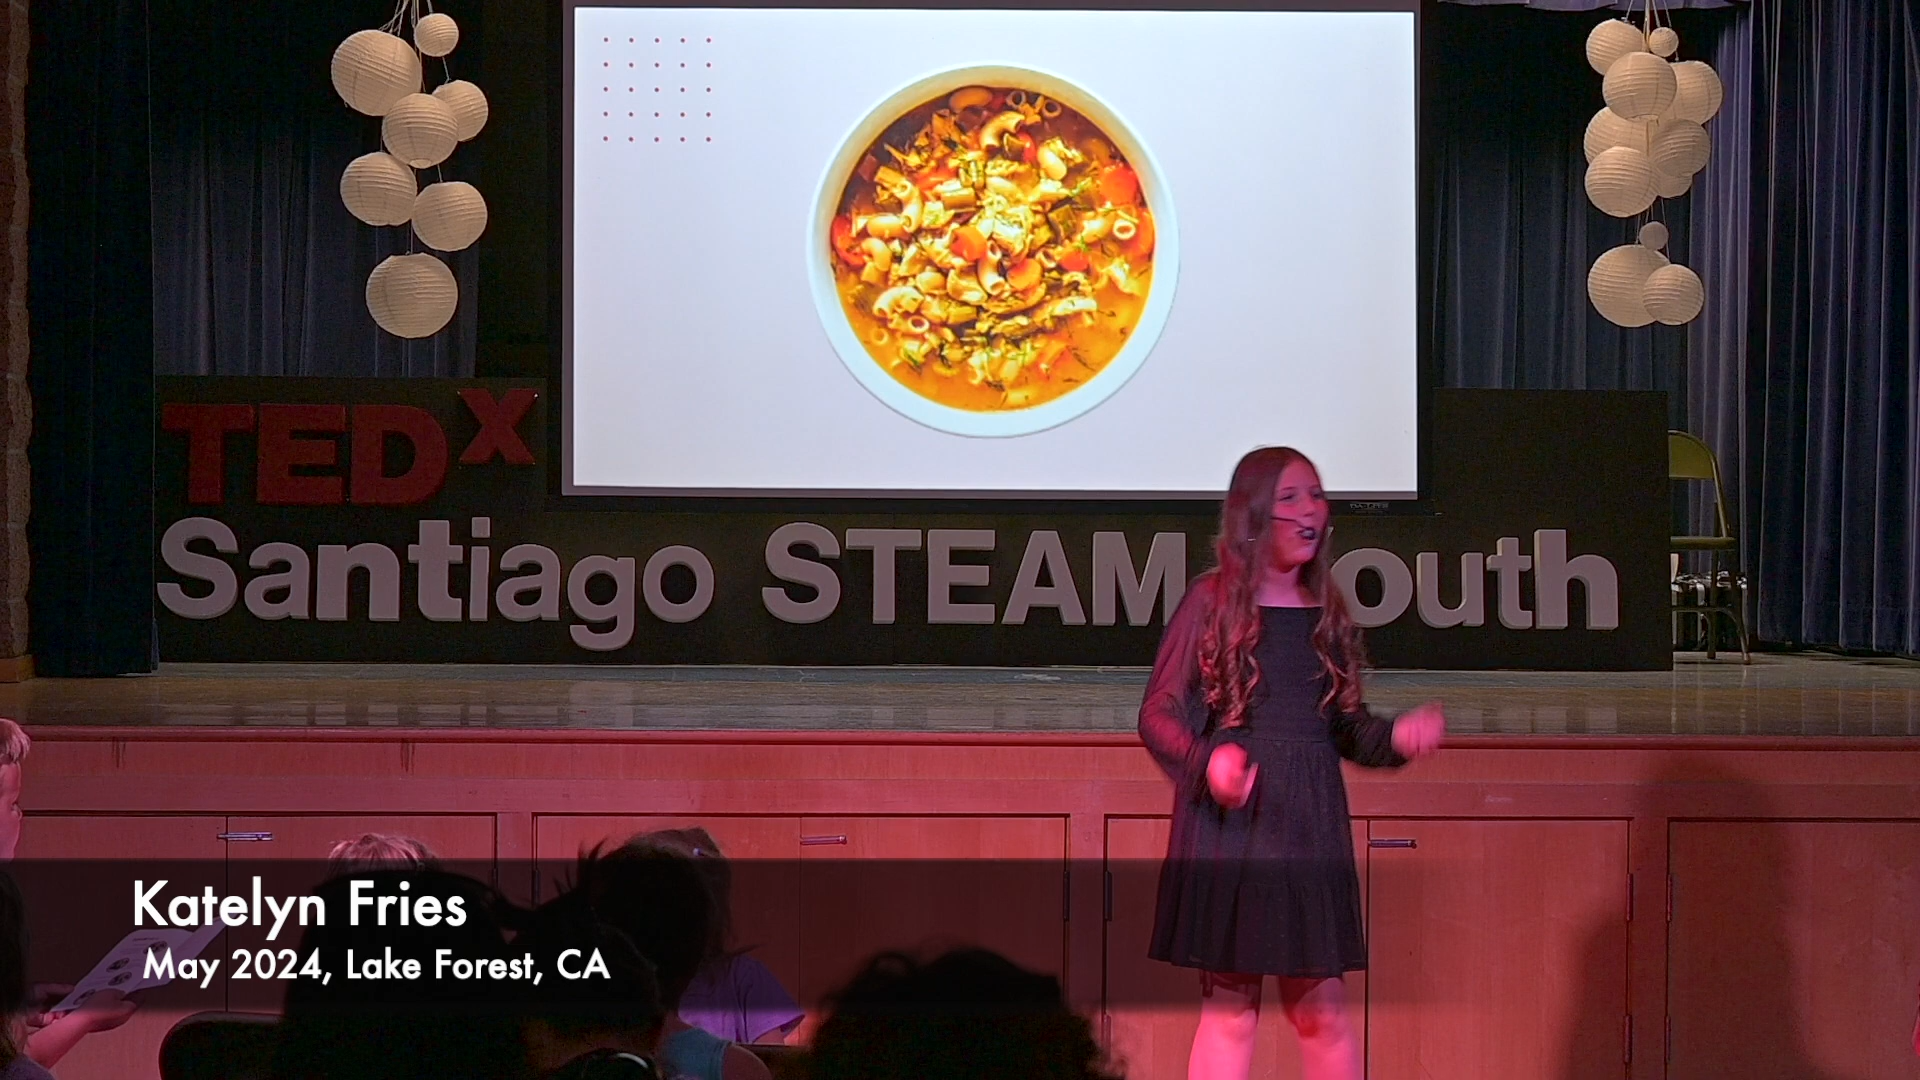 TEDx
Santiago STEAM outh
Katelyn Fries
May 2024, Lake Forest, CA